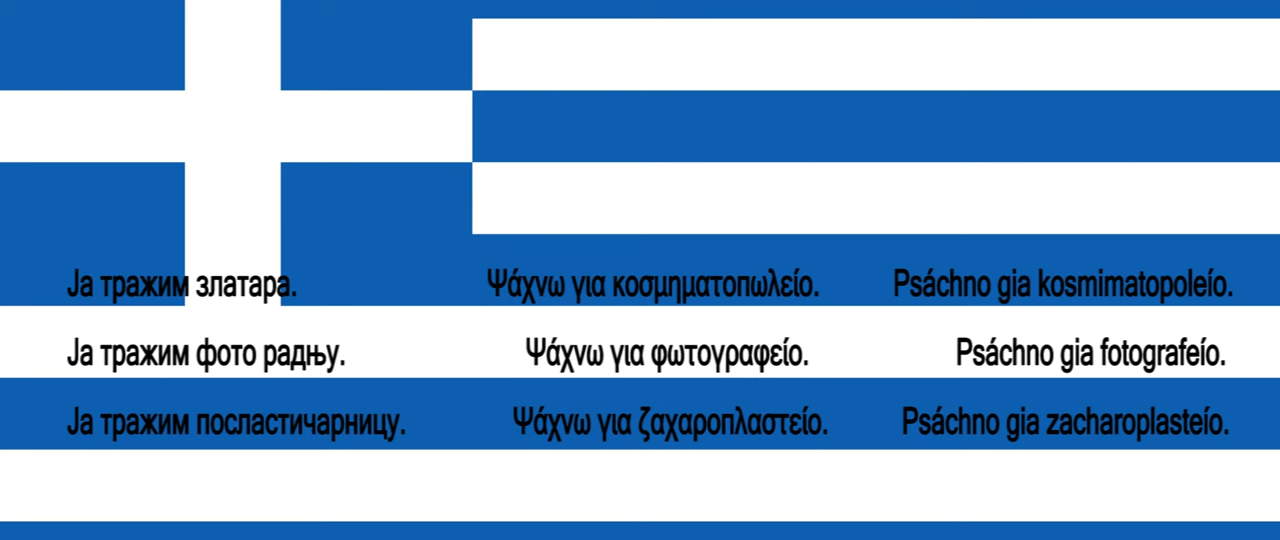 Ја тражим златара. Ψάχνω για κοσμηματοπωλείο. Psáchno gia kosmimatopoleío.
Ја тражим фото радњу. Ψάχνω για φωτογραφείο. Psáchno gia fotografeío.
Ја тражим посластичарницу. Ψάχνω για ζαχαροπλαστείο. Psáchno gia zacharoplasteío.